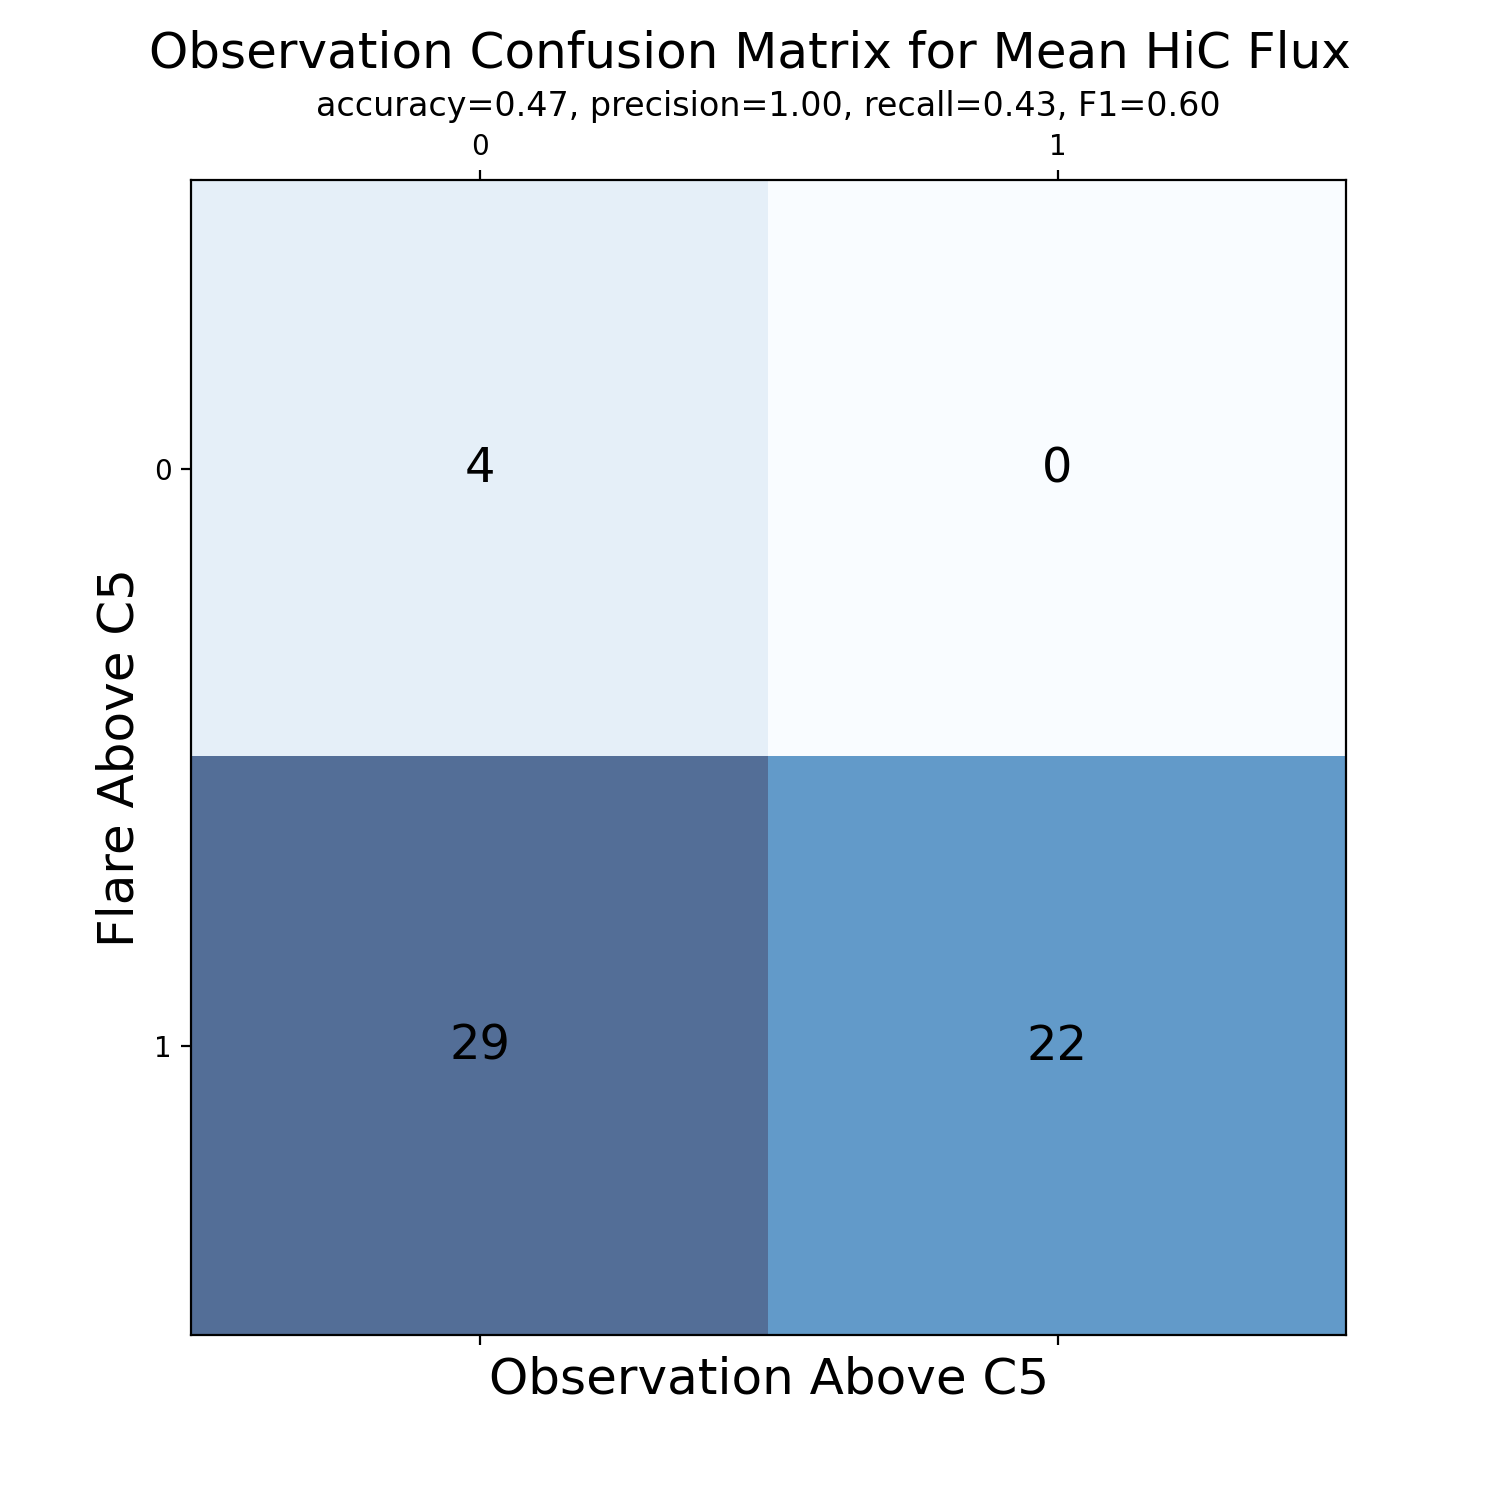 Observation Confusion Matrix for Mean HiC Flux
accuracy=0.47, precision=1.00, recall=0.43, F1=0.60
0 1
0 4 0
Flare Above C5
1 29 22
Observation Above C5